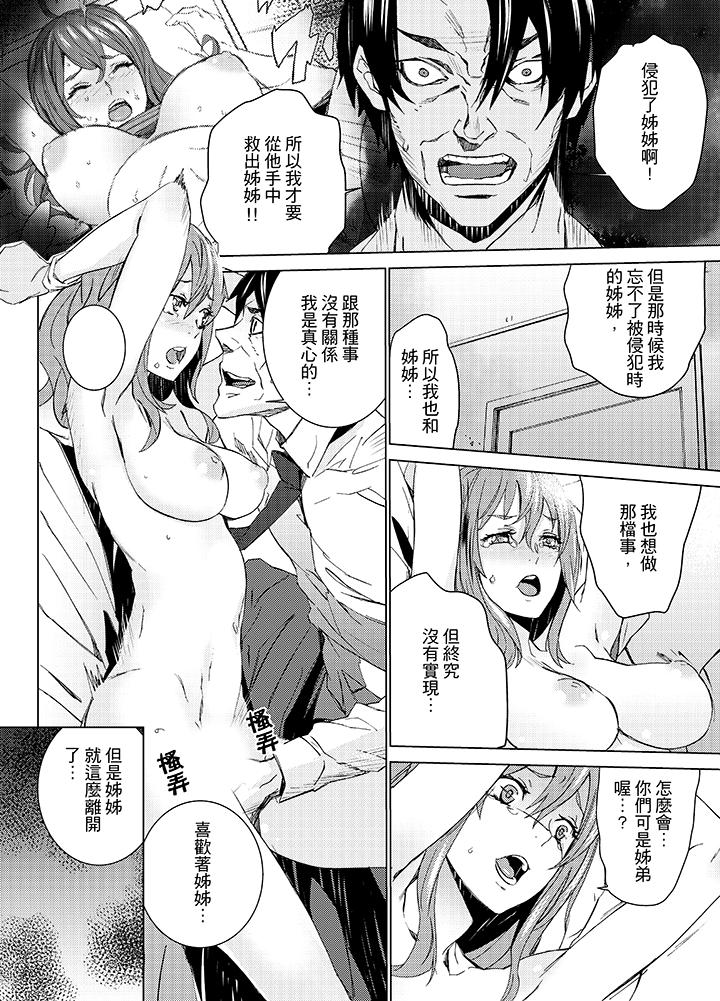 侵犯了姊姊啊！
所以我才要
從他手中
救出姊姊!!
但是那時候我
忘不了被侵犯時
的姊姊，
所以我也和
姊姊…
我也想做
那檔事，
但終究
沒有實現…
怎麼會…
你們可是姊弟
喔…？
跟那種事
沒有關係
我是真心的…
搔弄
搔弄
喜歡著姊姊…
但是姊姊
就這麼離開
了…